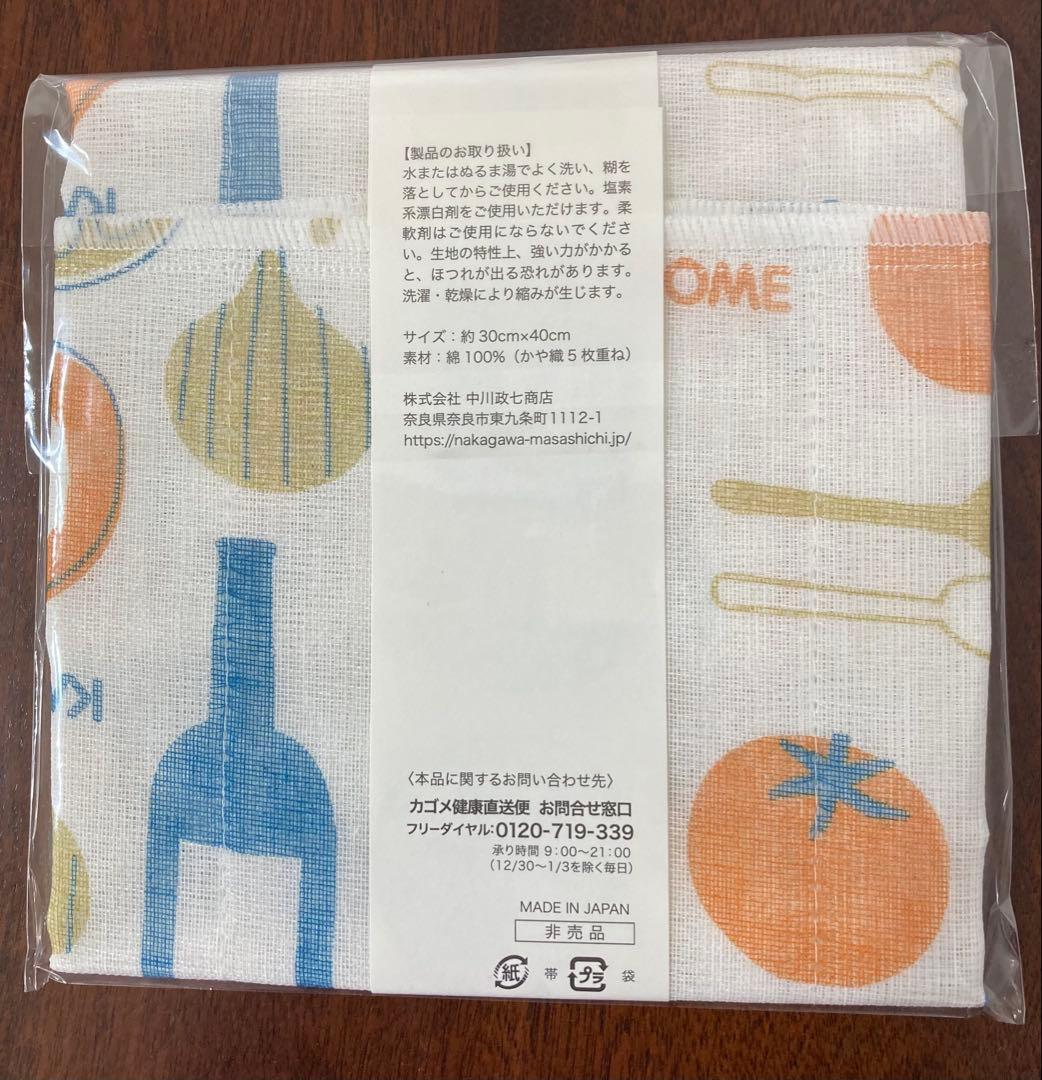 【製品のお取り扱い】
水またはぬるま湯でよく洗い、糊を
落としてからご使用ください。塩素
系漂白剤をご使用いただけます。柔
軟剤はご使用にならないでくださ
い。生地の特性上、強い力がかかる
と、ほつれが出る恐れがあります。
洗濯・乾燥により縮みが生じます。
サイズ：約 30cm×40cm
素材：綿 100%（かや織 5 枚重ね）
株式会社 中川政七商店
奈良県奈良市東九条町1112-1
https://nakagawa-masashichi.jp/
OME
〈本品に関するお問い合わせ先〉
カゴメ健康直送便 お問合せ窓口
フリーダイヤル：0120-719-339
承り時間 9：00～21：00
（12/30～1/3を除く毎日）
MADE IN JAPAN
非売品
紙 帯 プラ 袋